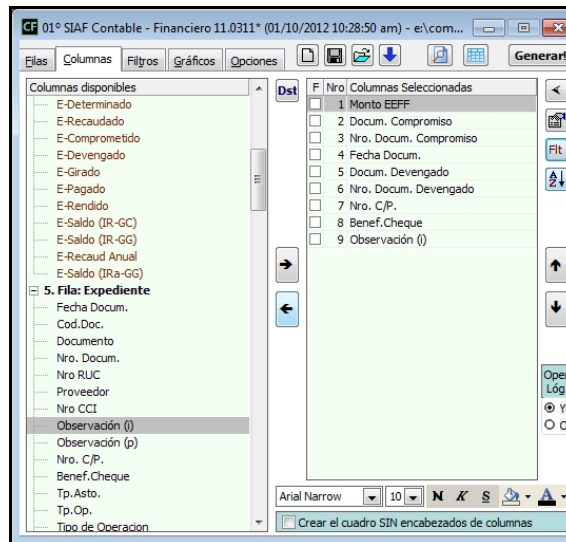 CF 01° SIAF Contable - Financiero 11.0311* (01/10/2012 10:28:50 am) - e:\com...
Filas Columnas Filtros Gráficos Opciones Generar!
Columnas disponibles
E-Determinado
E-Recaudado
E-Comprometido
E-Devengado
E-Girado
E-Pagado
E-Rendido
E-Saldo (IR-GC)
E-Saldo (IR-GG)
E-Recaud Anual
E-Saldo (IRa-GG)
5. Fila: Expediente
Fecha Docum.
Cod.Doc.
Documento
Nro. Docum.
Nro RUC
Proveedor
Nro CCI
Observación (i)
Observación (p)
Nro. C/P.
Benef.Cheque
Tp.Asto.
Tp.Op.
Tipo de Operacion
Dst
F Nro Columnas Seleccionadas
1 Monto EEFF
2 Docum. Compromiso
3 Nro. Docum. Compromiso
4 Fecha Docum.
5 Docum. Devengado
6 Nro. Docum. Devengado
7 Nro. C/P.
8 Benef.Cheque
9 Observación (i)
Flt
A
Z
Oper
Lóg
Y
O
Arial Narrow 10 N K S A
Crear el cuadro SIN encabezados de columnas